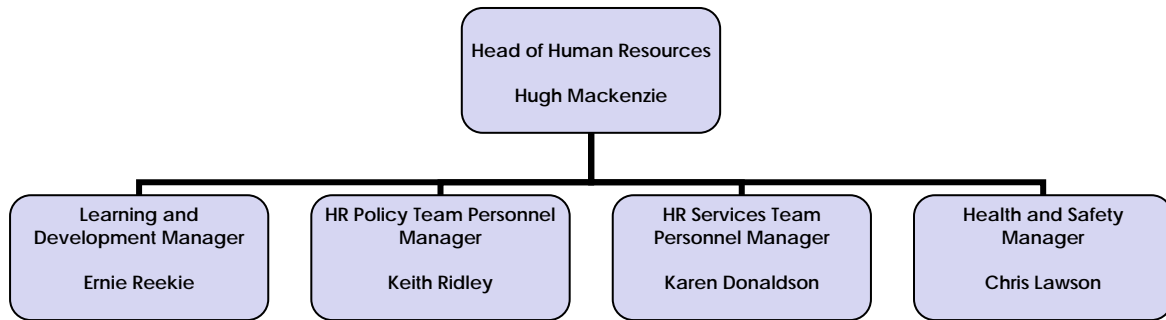 Head of Human Resources
Hugh Mackenzie
Learning and
Development Manager
Ernie Reekie
HR Policy Team Personnel
Manager
Keith Ridley
HR Services Team
Personnel Manager
Karen Donaldson
Health and Safety
Manager
Chris Lawson